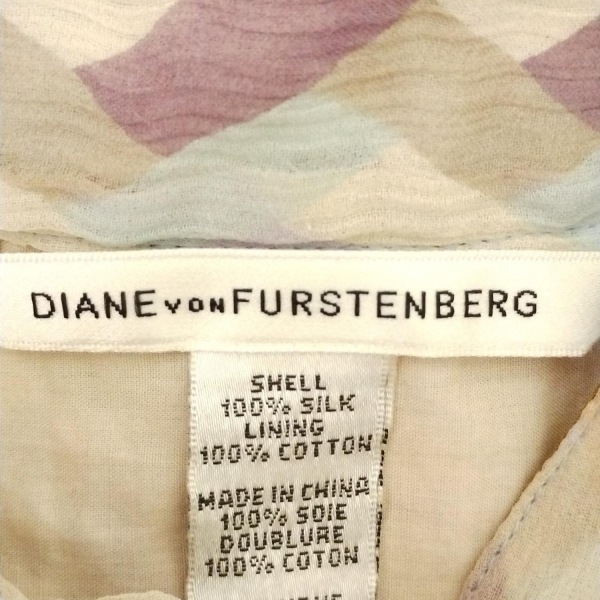 DIANE VON FURSTENBERG
SHELL
100% SILK
LINING
100% COTTON
MADE IN CHINA
100% SOIE
DOUBLURE
100% COTON